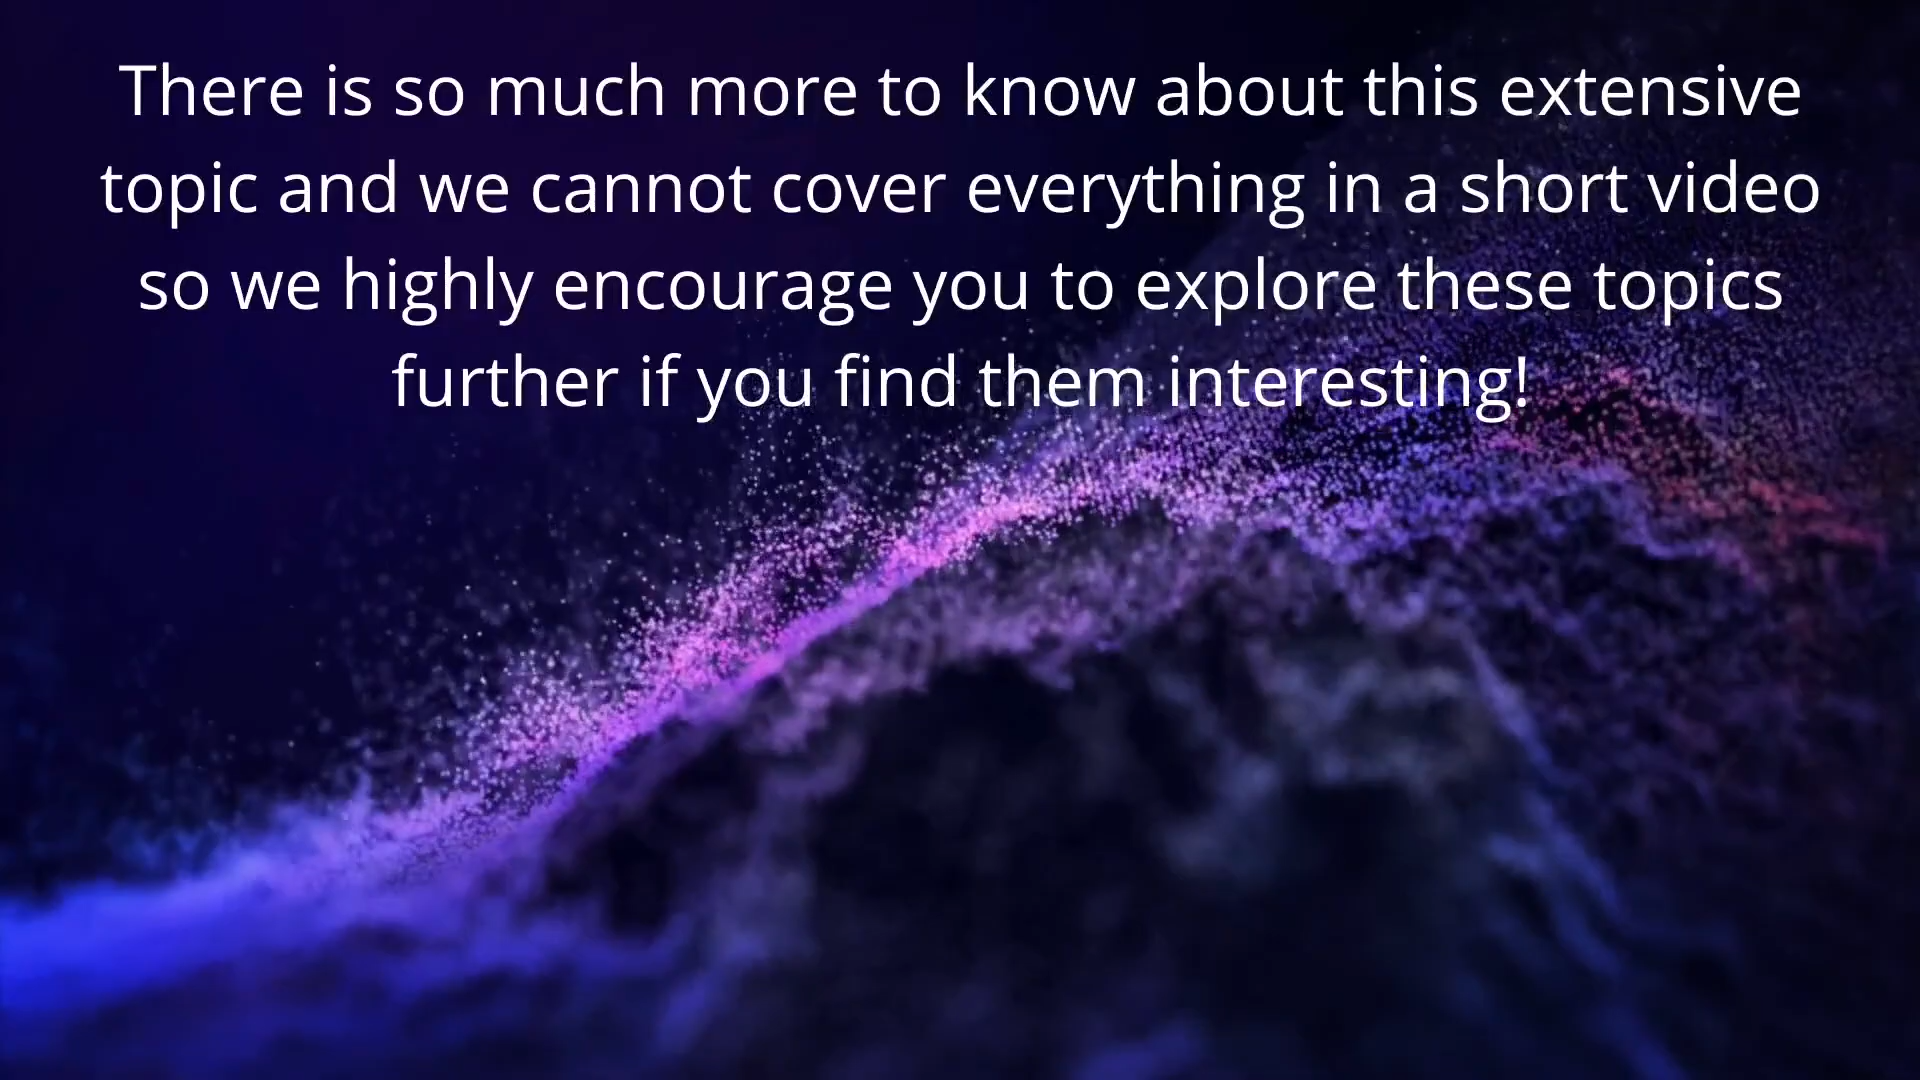 There is so much more to know about this extensive
topic and we cannot cover everything in a short video
so we highly encourage you to explore these topics
further if you find them interesting!